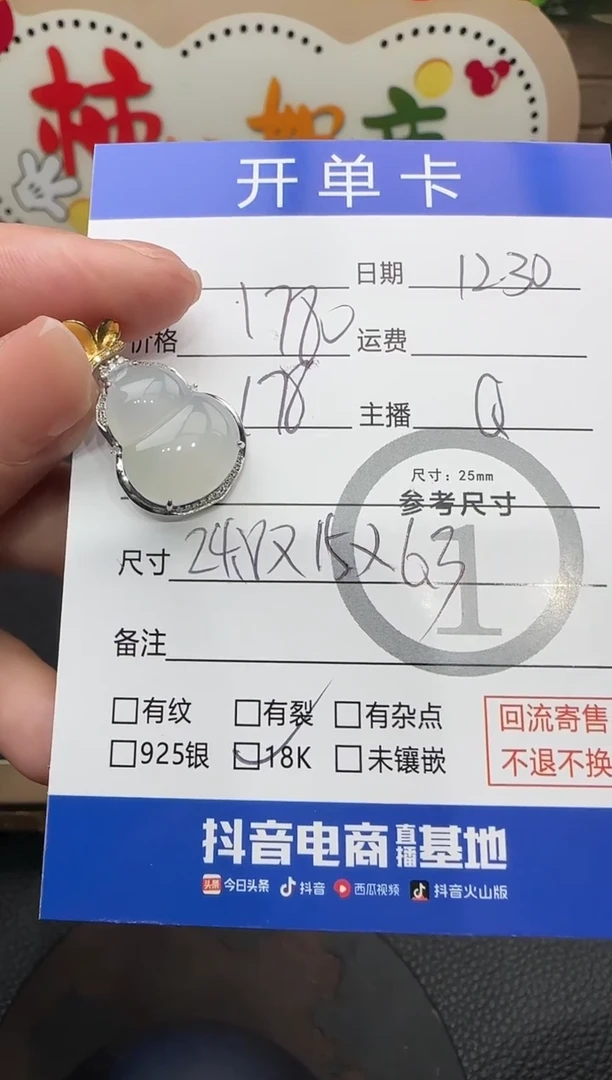 开单卡
日期 12.30
价格 1780 运费
178 主播 Q
尺寸：25mm
参考尺寸
1
尺寸 24.8X15X6.3
备注
有纹 有裂 有杂点
925银 18K 未镶嵌
回流寄售
不退不换
抖音电商直播基地
头条 今日头条 抖音 西瓜视频 抖音火山版